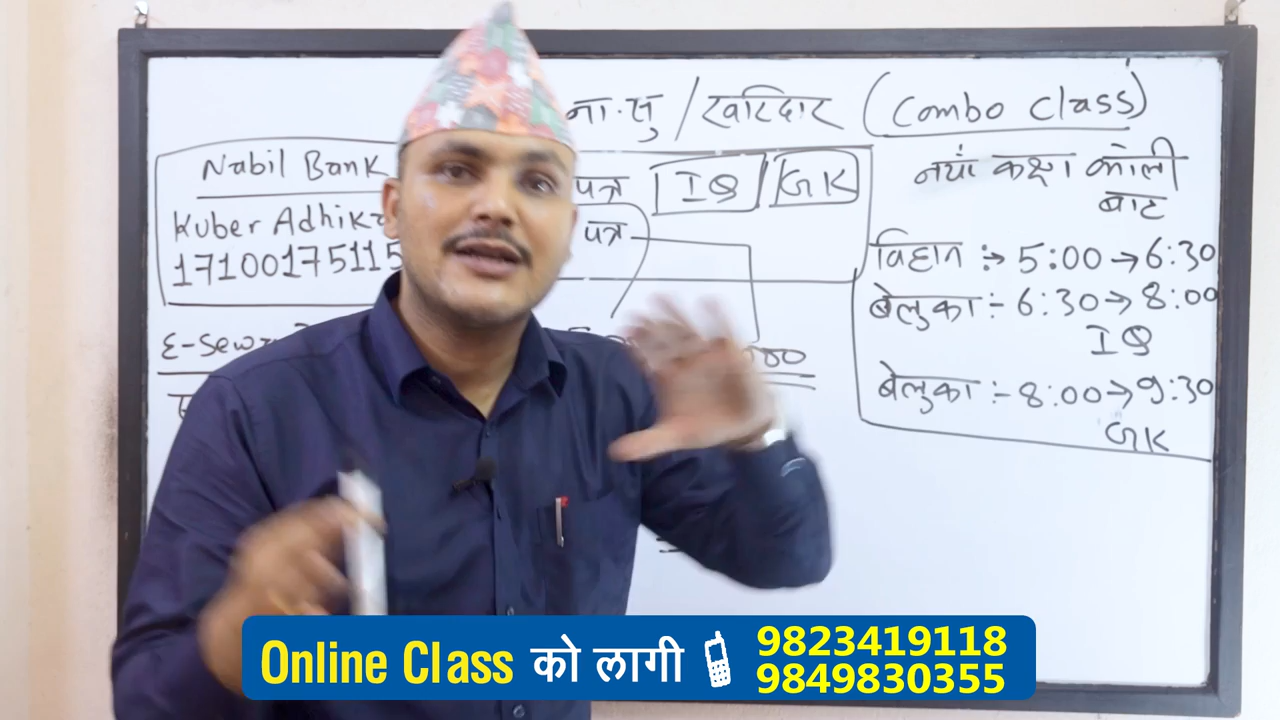 ना.सु / खरिदार (Combo class)
Nabil Bank
Kuber Adhika
17100175115
E-sewa
पत्र IQ GK
पत्र
नयाँ कक्षा भोली
बाट
विहान :→ 5:00→6:30
बेलुका :- 6:30→8:00
IQ
बेलुका :- 8:00→9:30
GK
Online Class को लागी
9823419118
9849830355